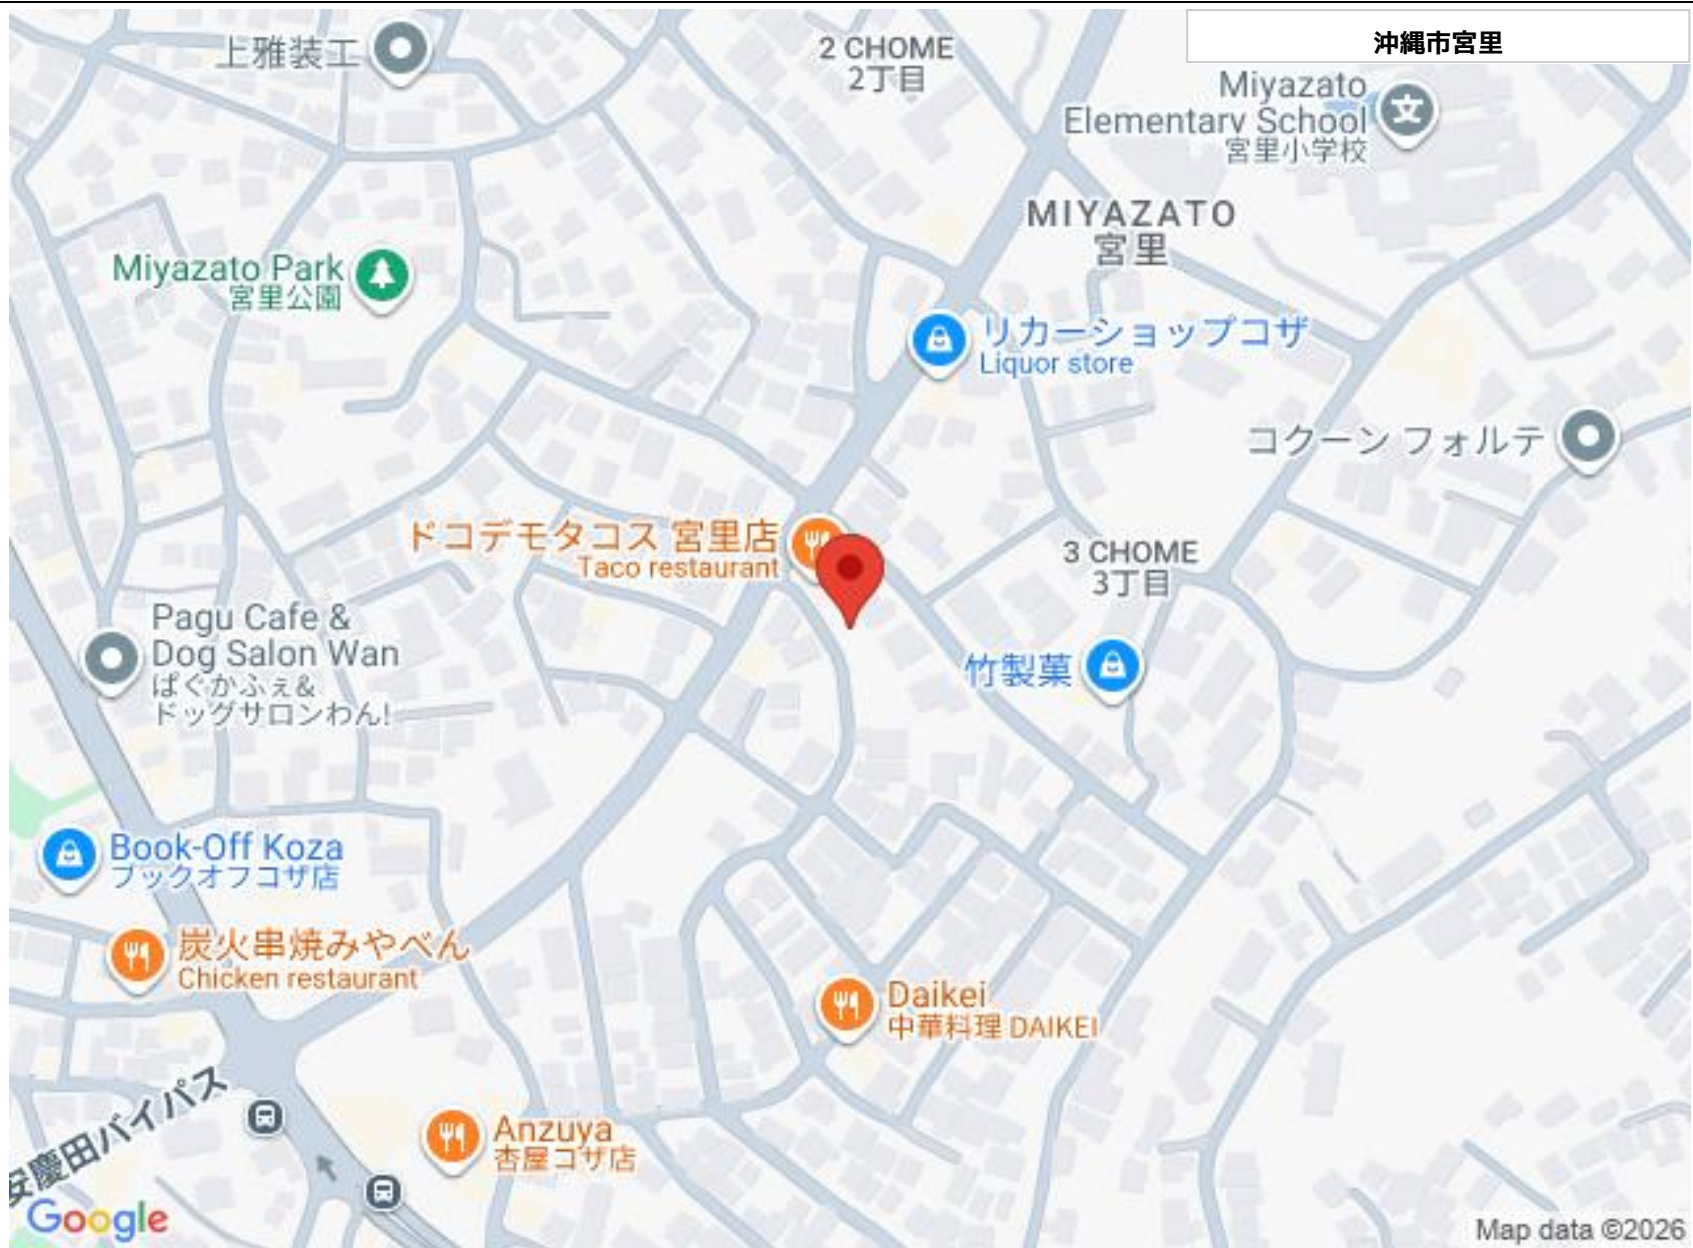 沖縄市宮里
上雅装工
2 CHOME
2丁目
Miyazato
Elementary School
宮里小学校
MIYAZATO
宮里
Miyazato Park
宮里公園
リカーショップコザ
Liquor store
コクーン フォルテ
ドコデモタコス 宮里店
Taco restaurant
3 CHOME
3丁目
Pagu Cafe &
Dog Salon Wan
ぱぐかふぇ&
ドッグサロンわん!
竹製菓
Book-Off Koza
ブックオフコザ店
炭火串焼みやべん
Chicken restaurant
Daikei
中華料理 DAIKEI
安慶田バイパス
Anzuya
杏屋コザ店
Google
Map data ©2026